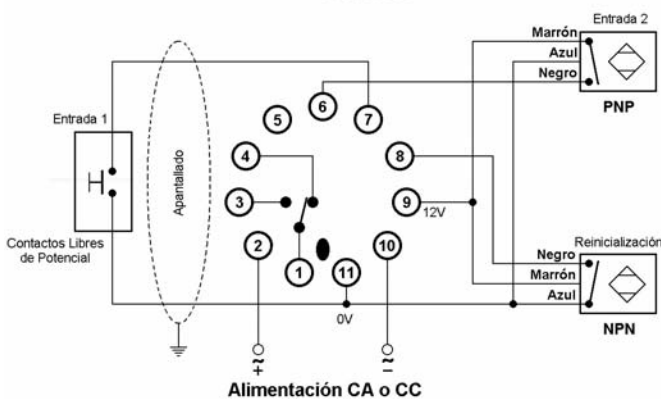 Entrada 2
Marrón
Azul
Negro
PNP
Entrada 1
Contactos Libres
de Potencial
Apantallado
5
6
7
4
8
3
9
12V
2
10
1
11
0V
Reinicialización
Negro
Marrón
Azul
NPN
~
+
~
−
Alimentación CA o CC